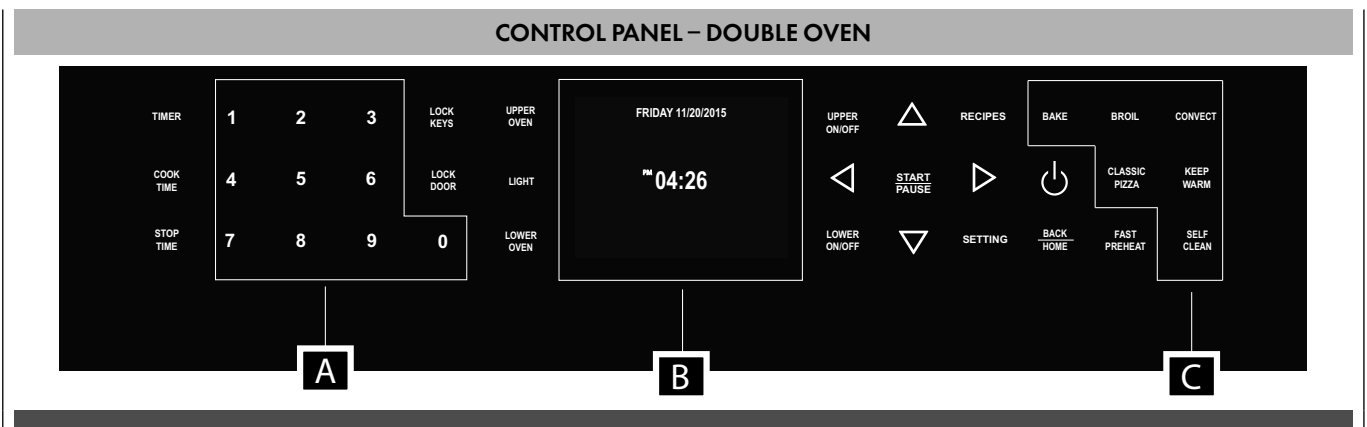 CONTROL PANEL – DOUBLE OVEN
TIMER
1
2
3
LOCK
KEYS
UPPER
OVEN
FRIDAY 11/20/2015
UPPER
ON/OFF
RECIPES
BAKE
BROIL
CONVECT
COOK
TIME
4
5
6
LOCK
DOOR
LIGHT
PM 04:26
START
PAUSE
CLASSIC
PIZZA
KEEP
WARM
STOP
TIME
7
8
9
0
LOWER
OVEN
LOWER
ON/OFF
SETTING
BACK
HOME
FAST
PREHEAT
SELF
CLEAN
A
B
C